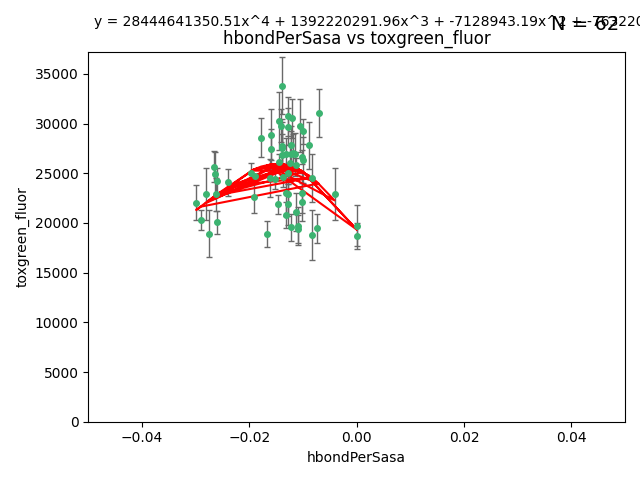 y = 28444641350.51x^4 + 1392220291.96x^3 + -7128943.19x^2 +
N = 62
hbondPerSasa vs toxgreen_fluor
35000
30000
25000
20000
15000
10000
5000
0
toxgreen_fluor
−0.04
−0.02
0.00
0.02
0.04
hbondPerSasa